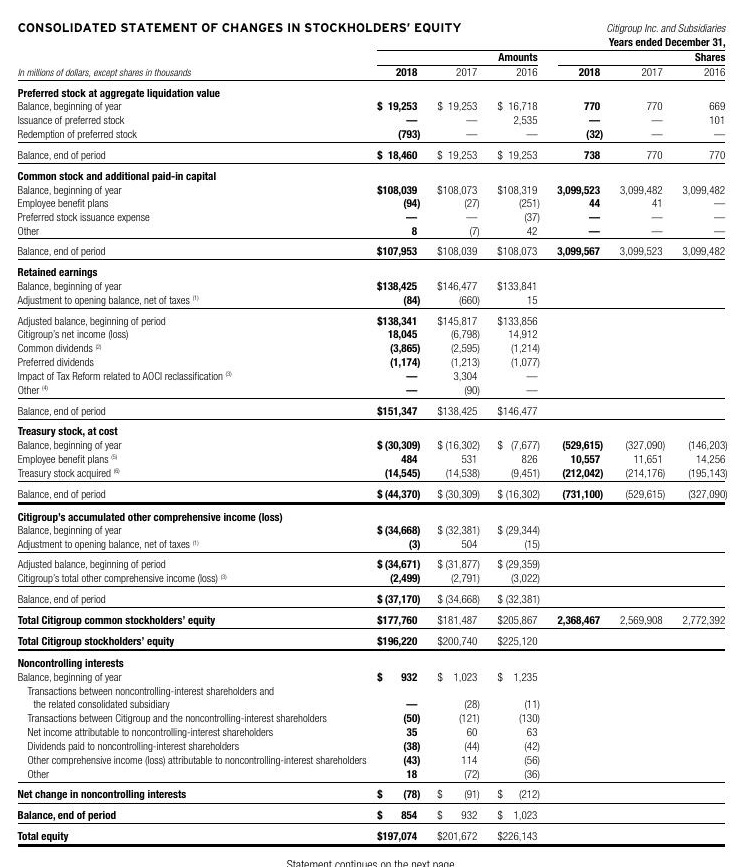 CONSOLIDATED STATEMENT OF CHANGES IN STOCKHOLDERS' EQUITY Citigroup Inc. and Subsidiaries
Years ended December 31,
Amounts Shares
In millions of dollars, except shares in thousands 2018 2017 2016 2018 2017 2016
Preferred stock at aggregate liquidation value
Balance, beginning of year $ 19,253 $ 19,253 $ 16,718 770 770 669
Issuance of preferred stock — — 2,535 — — 101
Redemption of preferred stock (793) — — (32) — —
Balance, end of period $ 18,460 $ 19,253 $ 19,253 738 770 770
Common stock and additional paid-in capital
Balance, beginning of year $108,039 $108,073 $108,319 3,099,523 3,099,482 3,099,482
Employee benefit plans (94) (27) (251) 44 41 —
Preferred stock issuance expense — — (37) — — —
Other 8 (7) 42 — — —
Balance, end of period $107,953 $108,039 $108,073 3,099,567 3,099,523 3,099,482
Retained earnings
Balance, beginning of year $138,425 $146,477 $133,841
Adjustment to opening balance, net of taxes (1) (84) (660) 15
Adjusted balance, beginning of period $138,341 $145,817 $133,856
Citigroup's net income (loss) 18,045 (6,798) 14,912
Common dividends (2) (3,865) (2,595) (1,214)
Preferred dividends (1,174) (1,213) (1,077)
Impact of Tax Reform related to AOCI reclassification (3) — 3,304 —
Other (4) — (90) —
Balance, end of period $151,347 $138,425 $146,477
Treasury stock, at cost
Balance, beginning of year $ (30,309) $ (16,302) $ (7,677) (529,615) (327,090) (146,203)
Employee benefit plans (5) 484 531 826 10,557 11,651 14,256
Treasury stock acquired (6) (14,545) (14,538) (9,451) (212,042) (214,176) (195,143)
Balance, end of period $ (44,370) $ (30,309) $ (16,302) (731,100) (529,615) (327,090)
Citigroup's accumulated other comprehensive income (loss)
Balance, beginning of year $ (34,668) $ (32,381) $ (29,344)
Adjustment to opening balance, net of taxes (1) (3) 504 (15)
Adjusted balance, beginning of period $ (34,671) $ (31,877) $ (29,359)
Citigroup's total other comprehensive income (loss) (3) (2,499) (2,791) (3,022)
Balance, end of period $ (37,170) $ (34,668) $ (32,381)
Total Citigroup common stockholders' equity $177,760 $181,487 $205,867 2,368,467 2,569,908 2,772,392
Total Citigroup stockholders' equity $196,220 $200,740 $225,120
Noncontrolling interests
Balance, beginning of year $ 932 $ 1,023 $ 1,235
Transactions between noncontrolling-interest shareholders and
the related consolidated subsidiary — (28) (11)
Transactions between Citigroup and the noncontrolling-interest shareholders (50) (121) (130)
Net income attributable to noncontrolling-interest shareholders 35 60 63
Dividends paid to noncontrolling-interest shareholders (38) (44) (42)
Other comprehensive income (loss) attributable to noncontrolling-interest shareholders (43) 114 (56)
Other 18 (72) (36)
Net change in noncontrolling interests $ (78) $ (91) $ (212)
Balance, end of period $ 854 $ 932 $ 1,023
Total equity $197,074 $201,672 $226,143
Statement continues on the next page